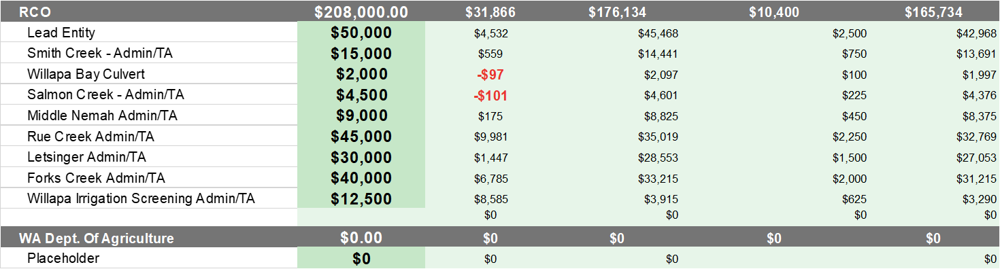 RCO $208,000.00 $31,866 $176,134 $10,400 $165,734
Lead Entity $50,000 $4,532 $45,468 $2,500 $42,968
Smith Creek - Admin/TA $15,000 $559 $14,441 $750 $13,691
Willapa Bay Culvert $2,000 -$97 $2,097 $100 $1,997
Salmon Creek - Admin/TA $4,500 -$101 $4,601 $225 $4,376
Middle Nemah Admin/TA $9,000 $175 $8,825 $450 $8,375
Rue Creek Admin/TA $45,000 $9,981 $35,019 $2,250 $32,769
Letsinger Admin/TA $30,000 $1,447 $28,553 $1,500 $27,053
Forks Creek Admin/TA $40,000 $6,785 $33,215 $2,000 $31,215
Willapa Irrigation Screening Admin/TA $12,500 $8,585 $3,915 $625 $3,290
$0 $0 $0 $0
WA Dept. Of Agriculture $0.00 $0 $0 $0 $0
Placeholder $0 $0 $0 $0